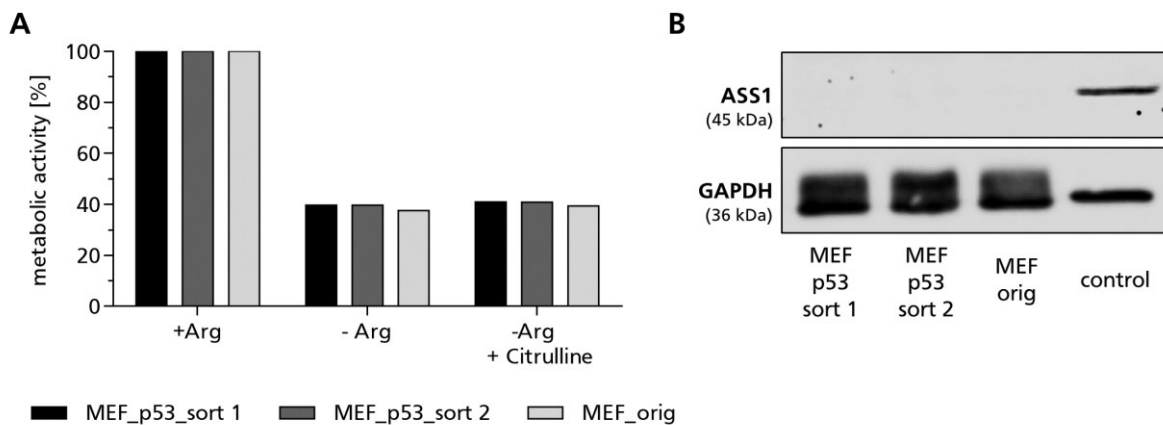 A
metabolic activity [%]
100
80
60
40
20
0
+Arg
- Arg
-Arg
+ Citrulline
MEF_p53_sort 1
MEF_p53_sort 2
MEF_orig
B
ASS1
(45 kDa)
GAPDH
(36 kDa)
MEF
p53
sort 1
MEF
p53
sort 2
MEF
orig
control